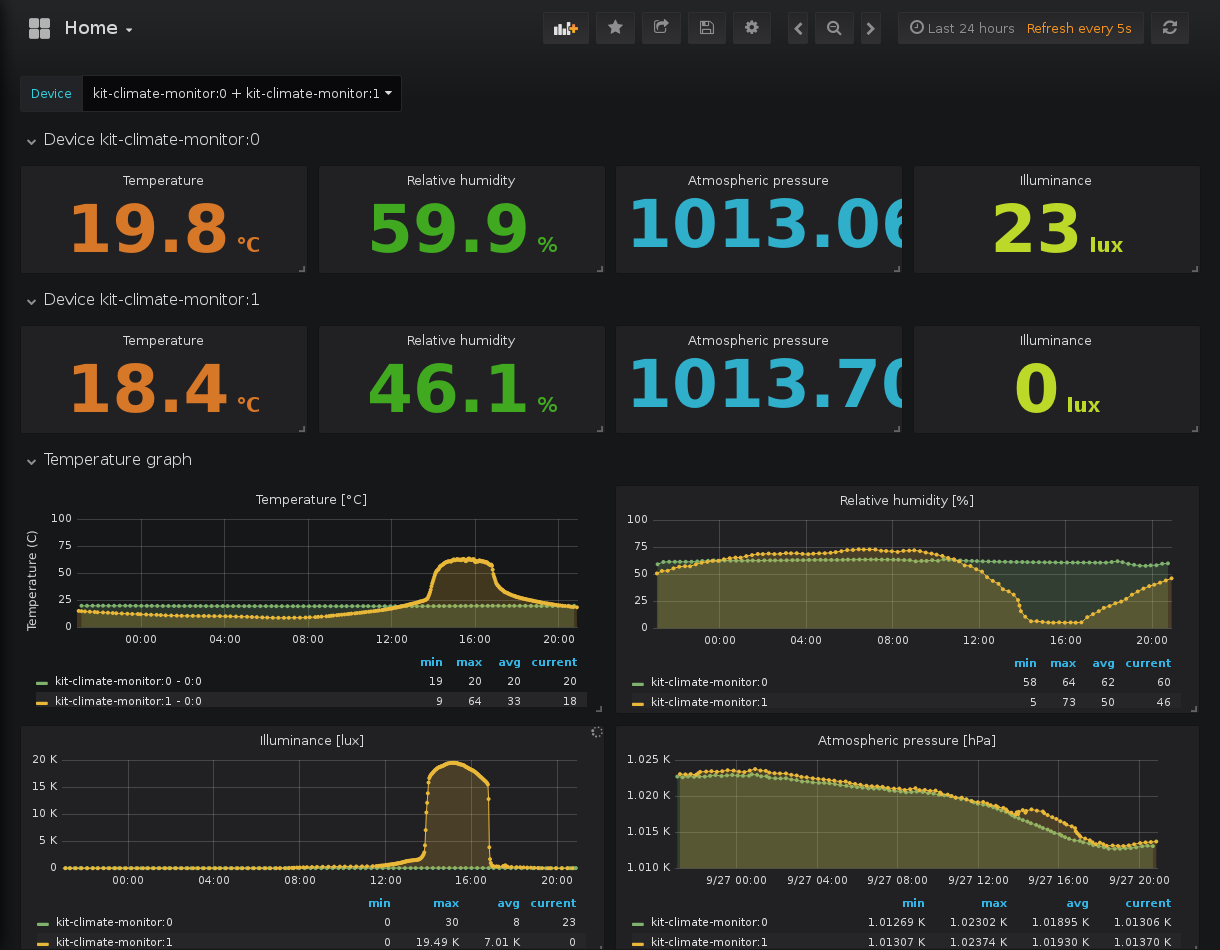 Home
Last 24 hours Refresh every 5s
Device kit-climate-monitor:0 + kit-climate-monitor:1
Device kit-climate-monitor:0
Temperature Relative humidity Atmospheric pressure Illuminance
19.8 °C 59.9 % 1013.06 23 lux
Device kit-climate-monitor:1
Temperature Relative humidity Atmospheric pressure Illuminance
18.4 °C 46.1 % 1013.70 0 lux
Temperature graph
Temperature [°C]
Temperature (C)
100
75
50
25
0
00:00 04:00 08:00 12:00 16:00 20:00
min max avg current
kit-climate-monitor:0 - 0:0 19 20 20 20
kit-climate-monitor:1 - 0:0 9 64 33 18
Relative humidity [%]
100
75
50
25
0
00:00 04:00 08:00 12:00 16:00 20:00
min max avg current
kit-climate-monitor:0 58 64 62 60
kit-climate-monitor:1 5 73 50 46
Illuminance [lux]
20 K
15 K
10 K
5 K
0
00:00 04:00 08:00 12:00 16:00 20:00
min max avg current
kit-climate-monitor:0 0 30 8 23
kit-climate-monitor:1 0 19.49 K 7.01 K 0
Atmospheric pressure [hPa]
1.025 K
1.020 K
1.015 K
1.010 K
9/27 00:00 9/27 04:00 9/27 08:00 9/27 12:00 9/27 16:00 9/27 20:00
min max avg current
kit-climate-monitor:0 1.01269 K 1.02302 K 1.01895 K 1.01306 K
kit-climate-monitor:1 1.01307 K 1.02374 K 1.01930 K 1.01370 K